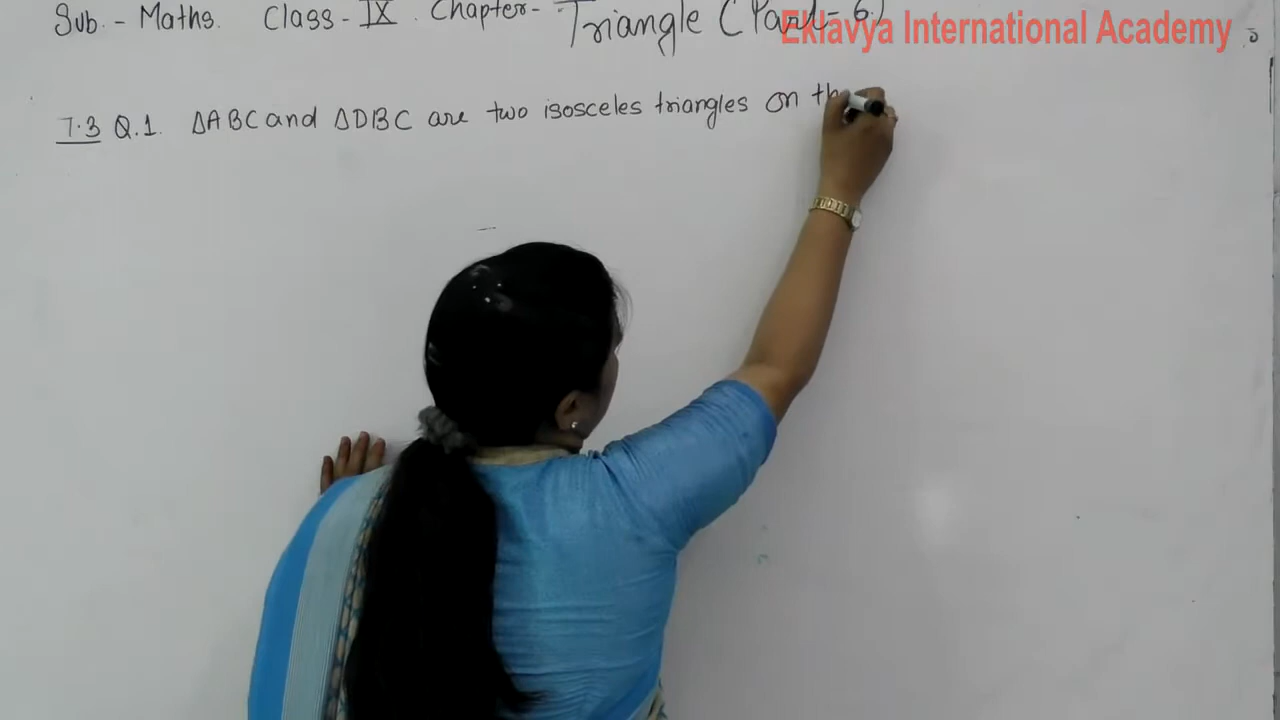 Sub. - Maths. Class - IX. Chapter - Triangle (Part - 6)
Eklavya International Academy
7.3 Q.1. ΔABC and ΔDBC are two isosceles triangles on th